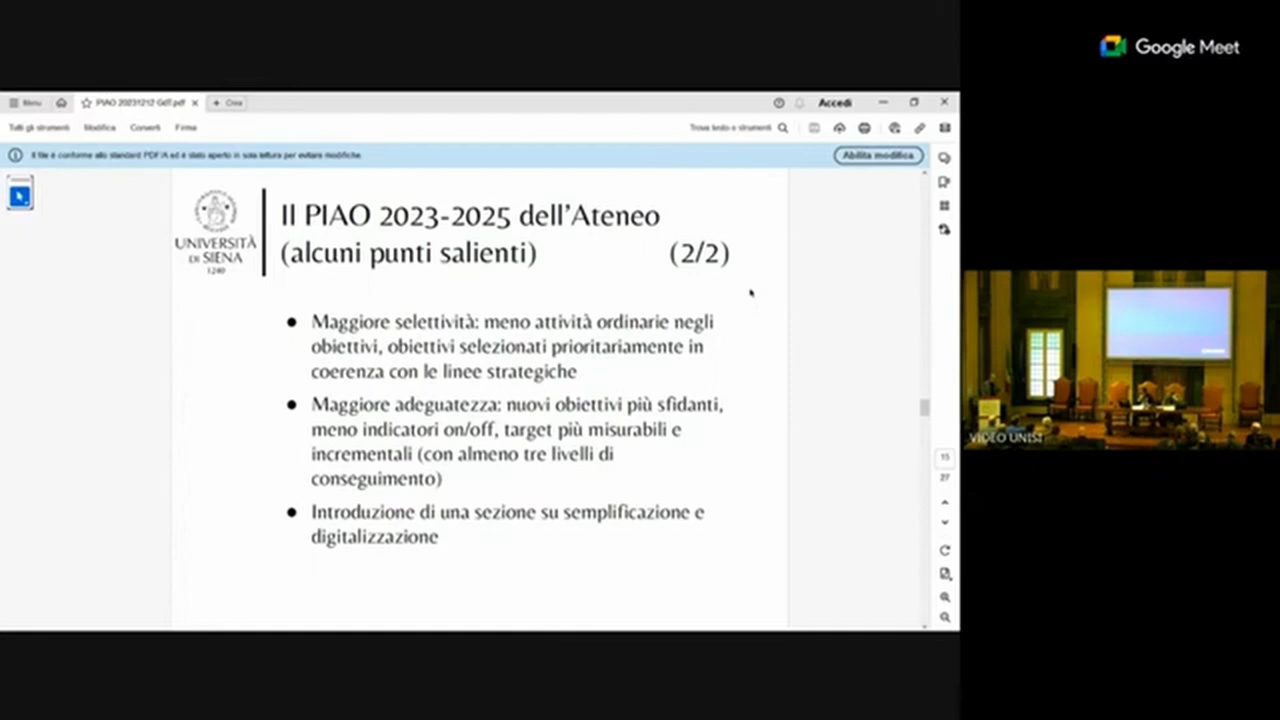 Google Meet
Menu
PIAO 20231212 GdT.pdf
Crea
Accedi
Tutti gli strumenti
Modifica
Converti
Firma
Trova testo e strumenti
Il file è conforme allo standard PDF/A ed è stato aperto in sola lettura per evitare modifiche.
Abilita modifica
UNIVERSITÀ
DI SIENA
1240
Il PIAO 2023-2025 dell’Ateneo
(alcuni punti salienti) (2/2)
● Maggiore selettività: meno attività ordinarie negli
obiettivi, obiettivi selezionati prioritariamente in
coerenza con le linee strategiche
● Maggiore adeguatezza: nuovi obiettivi più sfidanti,
meno indicatori on/off, target più misurabili e
incrementali (con almeno tre livelli di
conseguimento)
● Introduzione di una sezione su semplificazione e
digitalizzazione
15
27
VIDEO UNISI